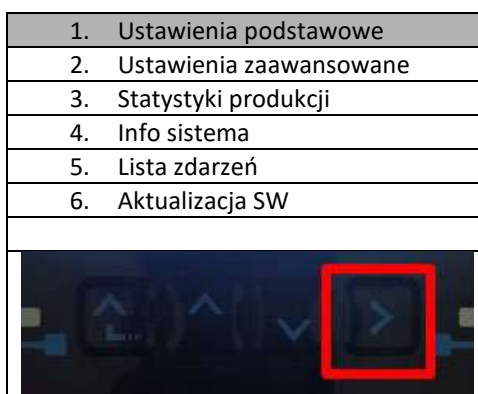 1. Ustawienia podstawowe
2. Ustawienia zaawansowane
3. Statystyki produkcji
4. Info sistema
5. Lista zdarzeń
6. Aktualizacja SW